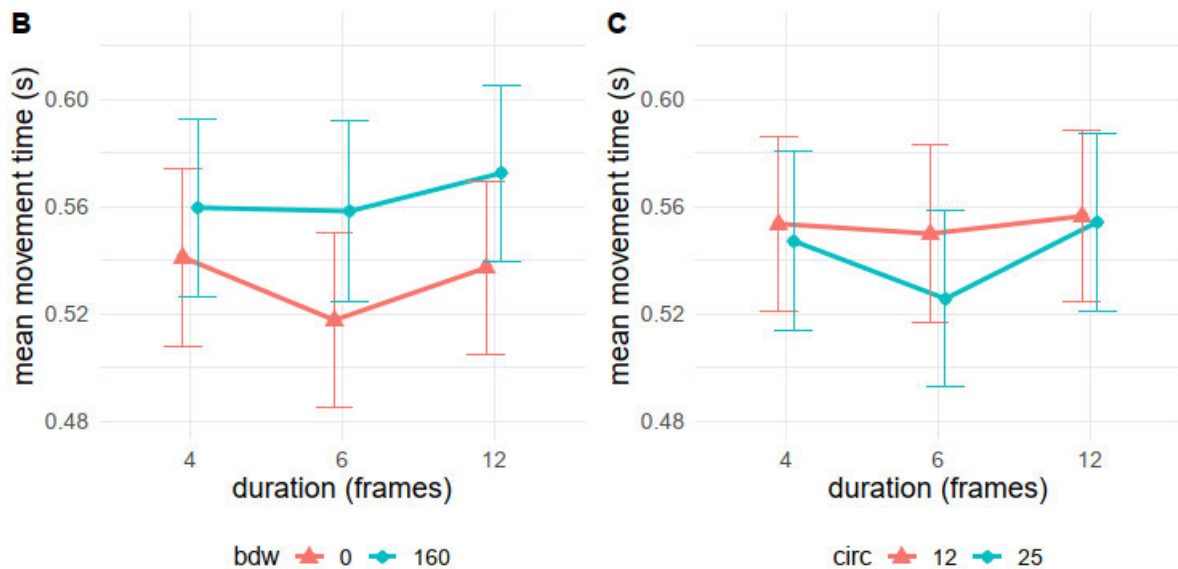 B
mean movement time (s)
0.60
0.56
0.52
0.48
4 6 12
duration (frames)
bdw 0 160
C
mean movement time (s)
0.60
0.56
0.52
0.48
4 6 12
duration (frames)
circ 12 25